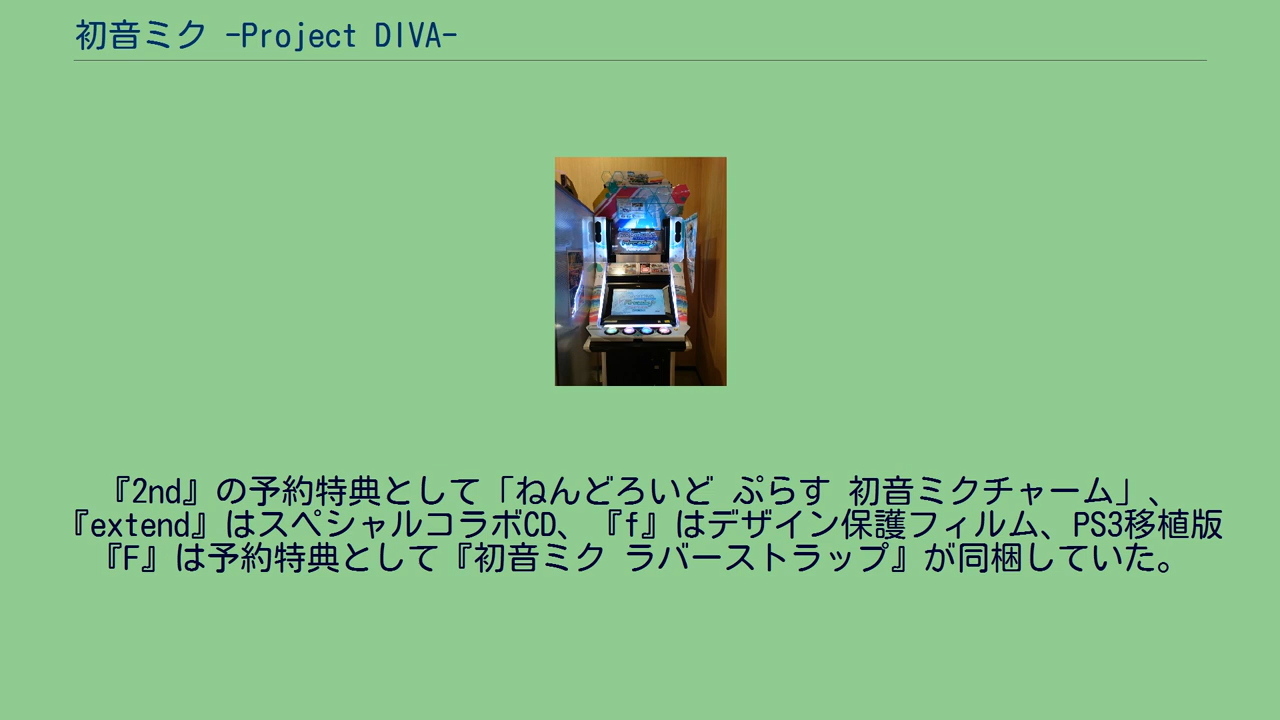 初音ミク -Project DIVA-
『2nd』の予約特典として「ねんどろいど ぷらす 初音ミクチャーム」、
『extend』はスペシャルコラボCD、『f』はデザイン保護フィルム、PS3移植版
『F』は予約特典として『初音ミク ラバーストラップ』が同梱していた。